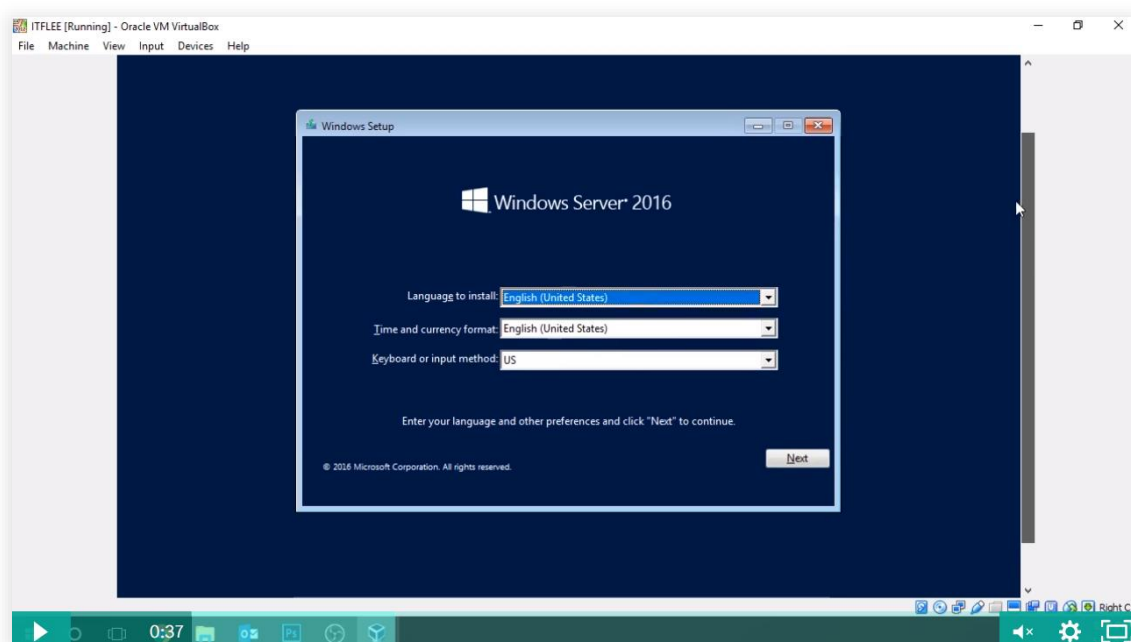 ITFLEE [Running] - Oracle VM VirtualBox
File Machine View Input Devices Help
Windows Setup
Windows Server 2016
Language to install: English (United States)
Time and currency format: English (United States)
Keyboard or input method: US
Enter your language and other preferences and click "Next" to continue.
Next
© 2016 Microsoft Corporation. All rights reserved.
Right C
0:37
Ps